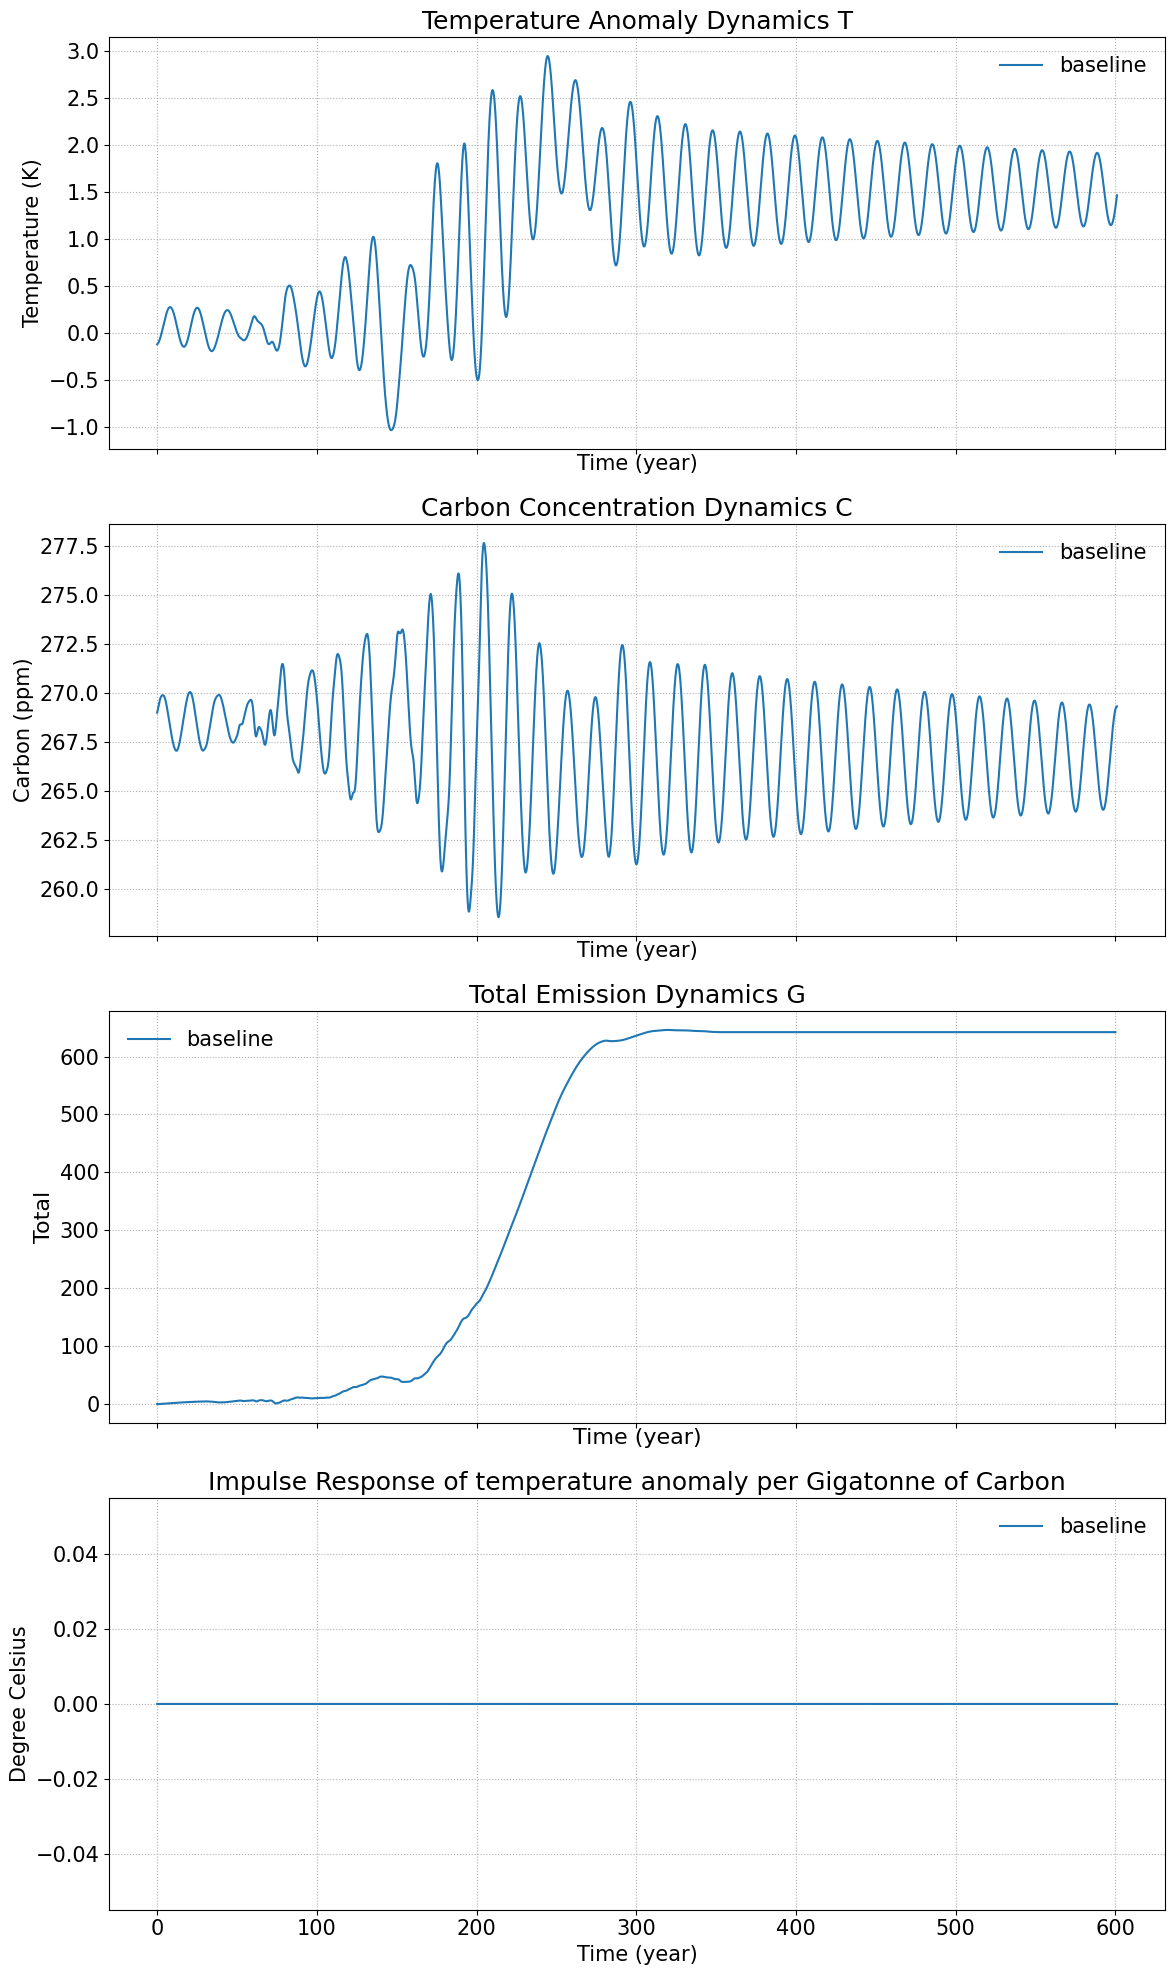 Temperature Anomaly Dynamics T
baseline
Temperature (K)
3.0
2.5
2.0
1.5
1.0
0.5
0.0
−0.5
−1.0
Time (year)
Carbon Concentration Dynamics C
baseline
Carbon (ppm)
277.5
275.0
272.5
270.0
267.5
265.0
262.5
260.0
Time (year)
Total Emission Dynamics G
baseline
Total
600
500
400
300
200
100
0
Time (year)
Impulse Response of temperature anomaly per Gigatonne of Carbon
baseline
Degree Celsius
0.04
0.02
0.00
−0.02
−0.04
0 100 200 300 400 500 600
Time (year)